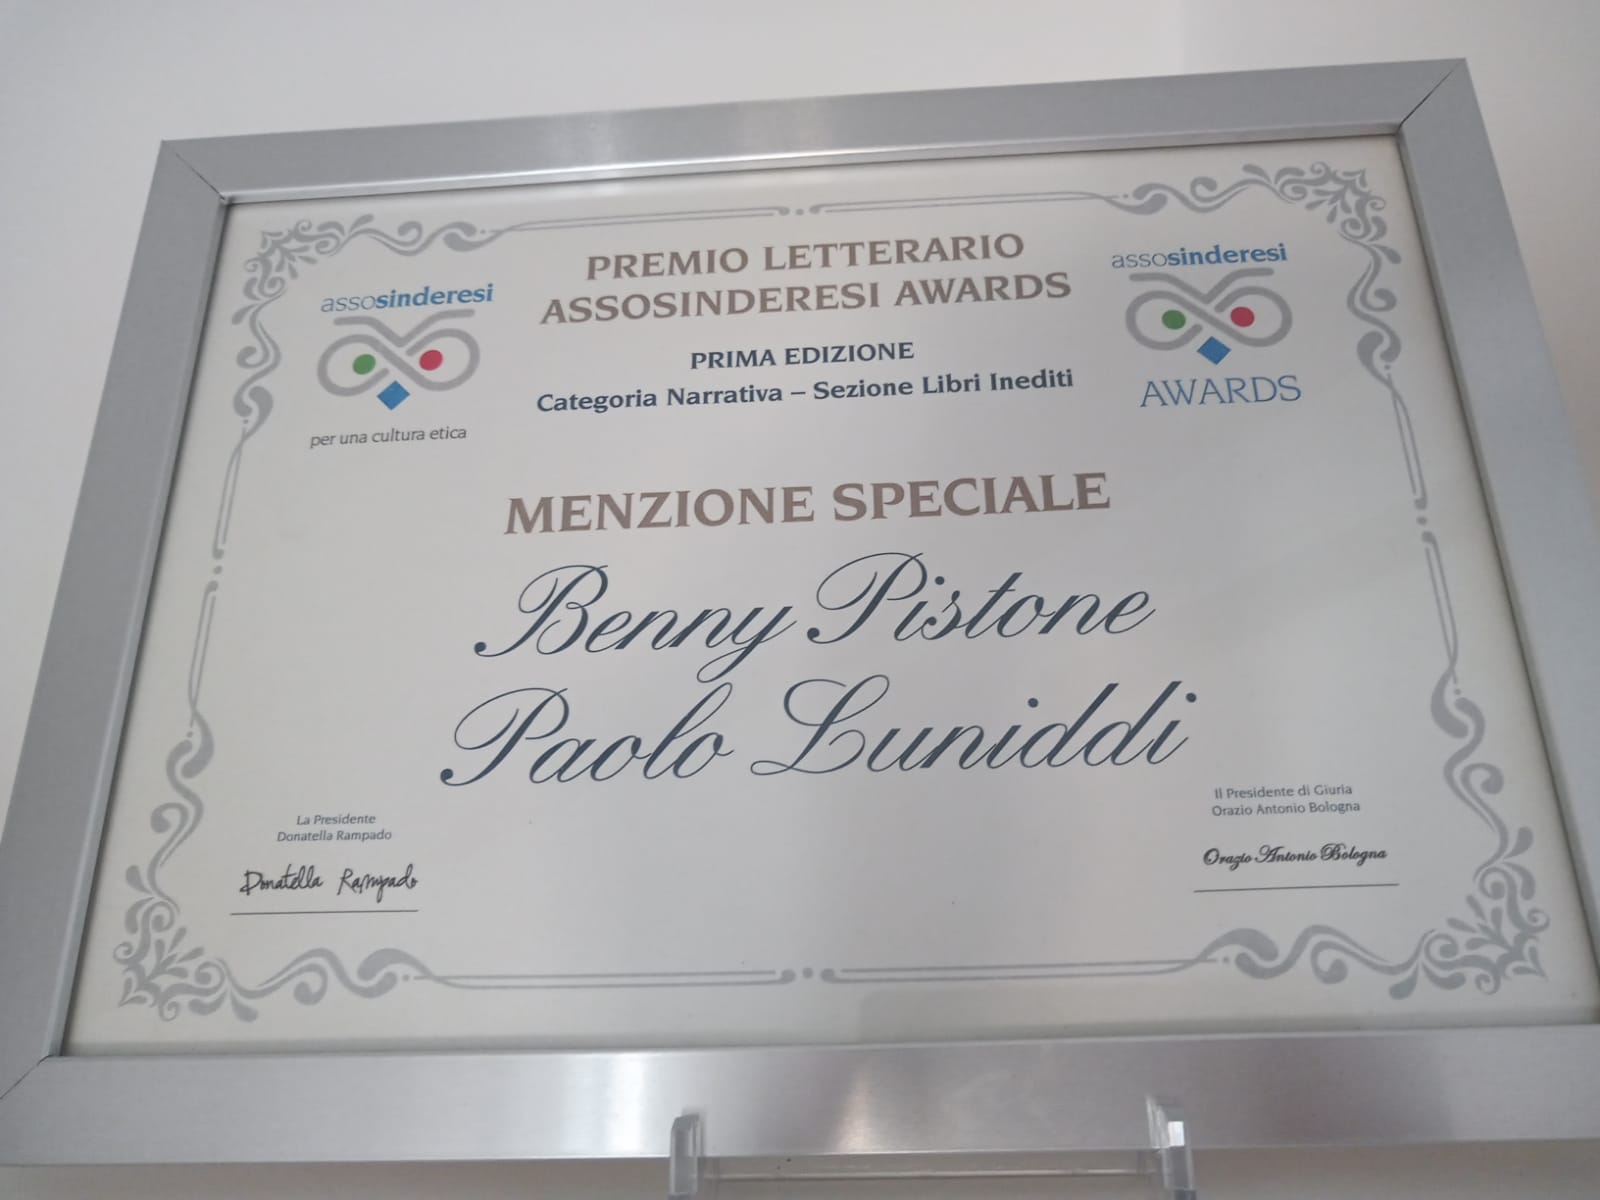 PREMIO LETTERARIO
ASSOSINDERESI AWARDS
PRIMA EDIZIONE
Categoria Narrativa – Sezione Libri Inediti
assosinderesi
per una cultura etica
assosinderesi
AWARDS
MENZIONE SPECIALE
Benny Pistone
Paolo Luniddi
La Presidente
Donatella Rampado
Donatella Rampado
Il Presidente di Giuria
Orazio Antonio Bologna
Orazio Antonio Bologna